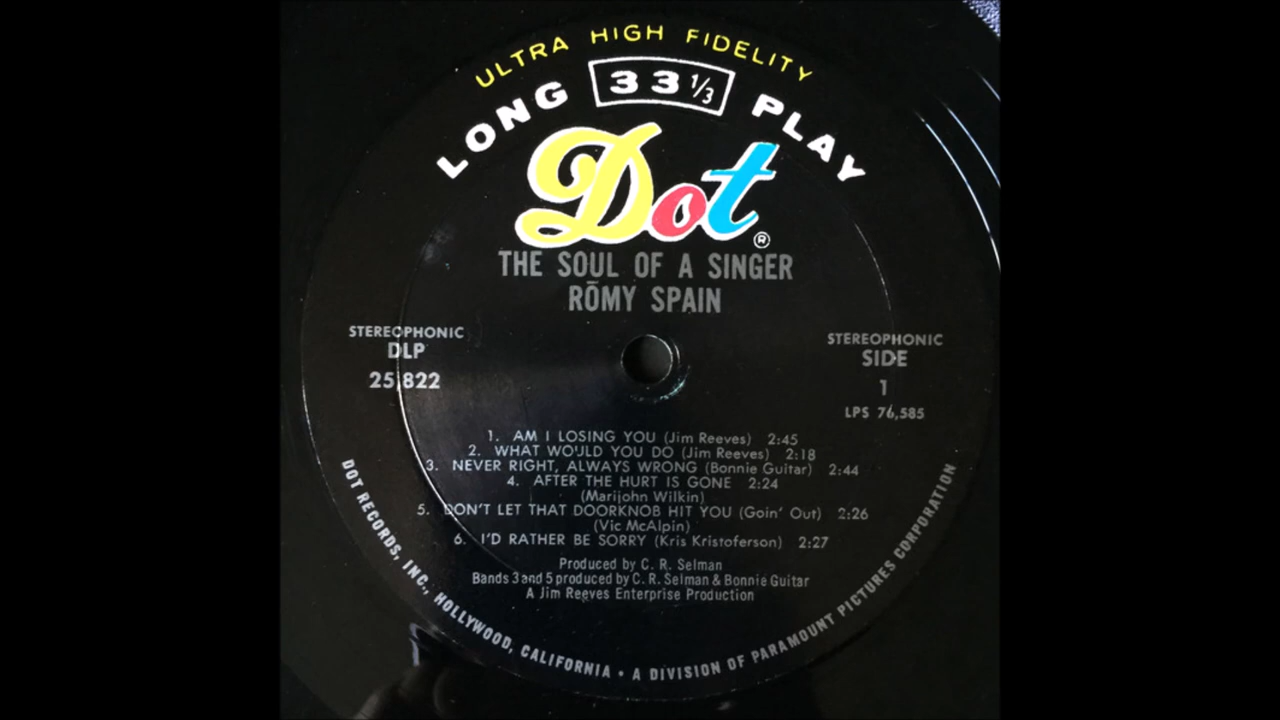 ULTRA HIGH FIDELITY
LONG 33 1/3 PLAY
Dot®
THE SOUL OF A SINGER
RŌMY SPAIN
STEREOPHONIC
DLP
25,822
STEREOPHONIC
SIDE
1
LPS 76,585
1. AM I LOSING YOU (Jim Reeves) 2:45
2. WHAT WOULD YOU DO (Jim Reeves) 2:18
3. NEVER RIGHT, ALWAYS WRONG (Bonnie Guitar) 2:44
4. AFTER THE HURT IS GONE 2:24
(Marijohn Wilkin)
5. DON'T LET THAT DOORKNOB HIT YOU (Goin' Out) 2:26
(Vic McAlpin)
6. I'D RATHER BE SORRY (Kris Kristoferson) 2:27
Produced by C. R. Selman
Bands 3 and 5 produced by C. R. Selman & Bonnie Guitar
A Jim Reeves Enterprise Production
DOT RECORDS, INC., HOLLYWOOD, CALIFORNIA • A DIVISION OF PARAMOUNT PICTURES CORPORATION